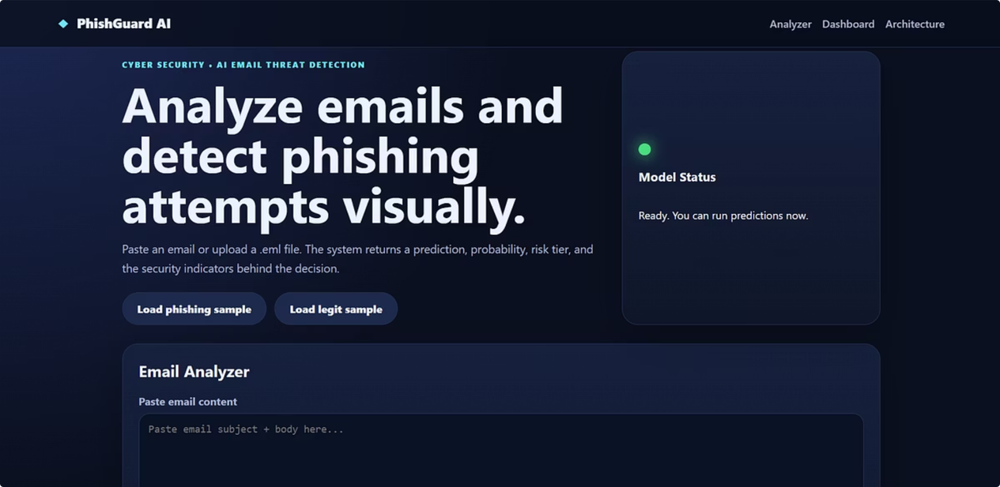 PhishGuard AI
Analyzer Dashboard Architecture
CYBER SECURITY • AI EMAIL THREAT DETECTION
Analyze emails and
detect phishing
attempts visually.
Paste an email or upload a .eml file. The system returns a prediction, probability, risk tier, and
the security indicators behind the decision.
Load phishing sample
Load legit sample
Model Status
Ready. You can run predictions now.
Email Analyzer
Paste email content
Paste email subject + body here...